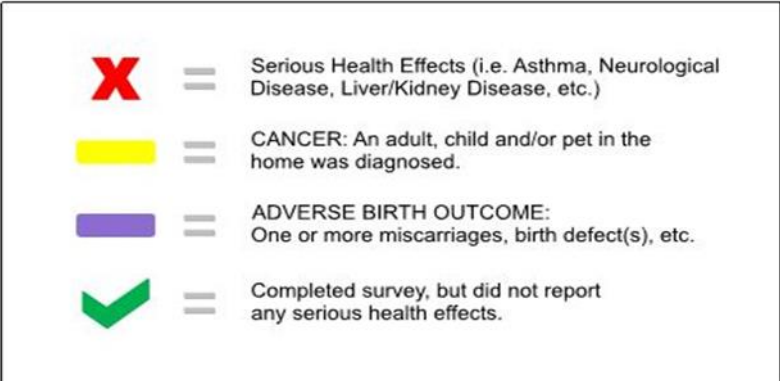 Serious Health Effects (i.e. Asthma, Neurological
Disease, Liver/Kidney Disease, etc.)
CANCER: An adult, child and/or pet in the
home was diagnosed.
ADVERSE BIRTH OUTCOME:
One or more miscarriages, birth defect(s), etc.
Completed survey, but did not report
any serious health effects.